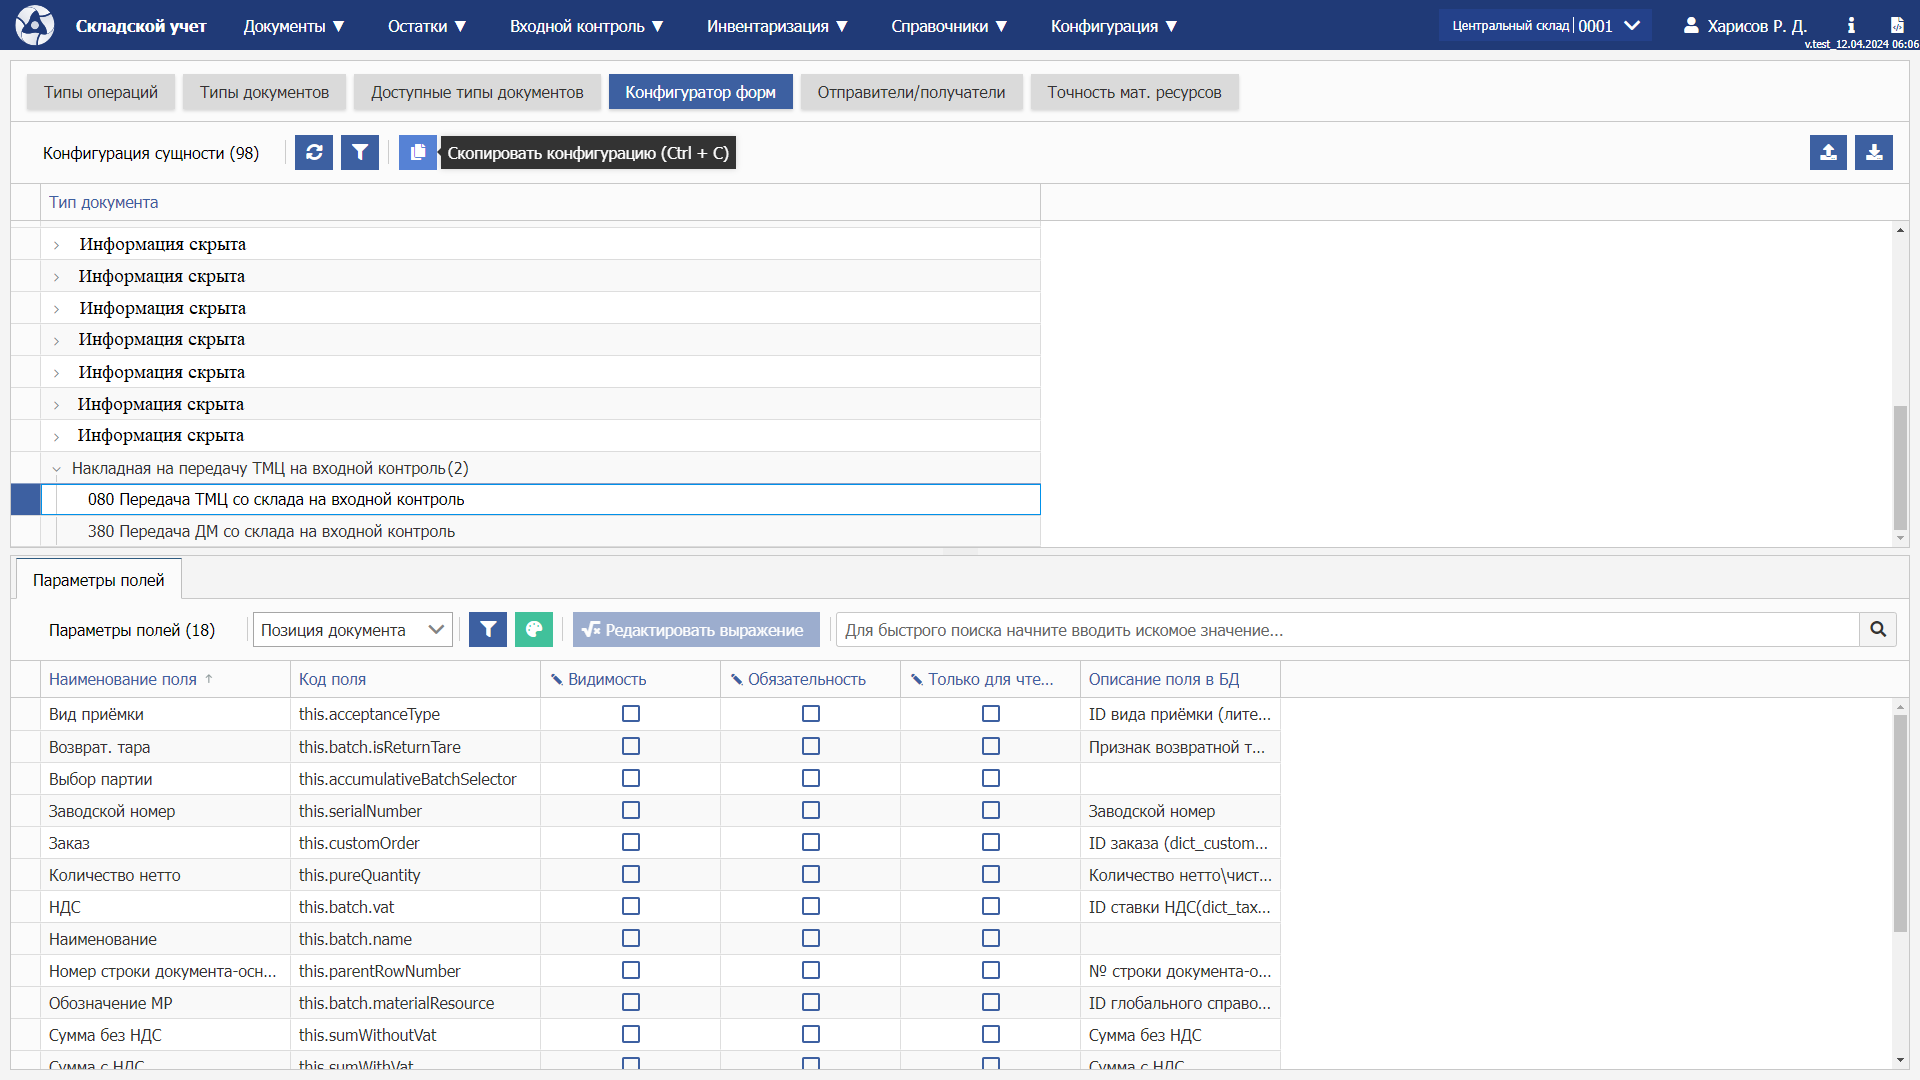 Складской учет Документы ▼ Остатки ▼ Входной контроль ▼ Инвентаризация ▼ Справочники ▼ Конфигурация ▼ Центральный склад | 0001 Харисов Р. Д.
v.test_12.04.2024 06:06
Типы операций Типы документов Доступные типы документов Конфигуратор форм Отправители/получатели Точность мат. ресурсов
Конфигурация сущности (98) Скопировать конфигурацию (Ctrl + C)
Тип документа
Информация скрыта
Информация скрыта
Информация скрыта
Информация скрыта
Информация скрыта
Информация скрыта
Информация скрыта
Накладная на передачу ТМЦ на входной контроль(2)
080 Передача ТМЦ со склада на входной контроль
380 Передача ДМ со склада на входной контроль
Параметры полей
Параметры полей (18) Позиция документа Редактировать выражение Для быстрого поиска начните вводить искомое значение...
Наименование поля ↑ Код поля Видимость Обязательность Только для чте... Описание поля в БД
Вид приёмки this.acceptanceType ID вида приёмки (лите...
Возврат. тара this.batch.isReturnTare Признак возвратной т...
Выбор партии this.accumulativeBatchSelector
Заводской номер this.serialNumber Заводской номер
Заказ this.customOrder ID заказа (dict_custom...
Количество нетто this.pureQuantity Количество нетто\чист...
НДС this.batch.vat ID ставки НДС(dict_tax...
Наименование this.batch.name
Номер строки документа-осн... this.parentRowNumber № строки документа-о...
Обозначение МР this.batch.materialResource ID глобального справо...
Сумма без НДС this.sumWithoutVat Сумма без НДС
Сумма с НДС this.sumWithVat Сумма с НДС